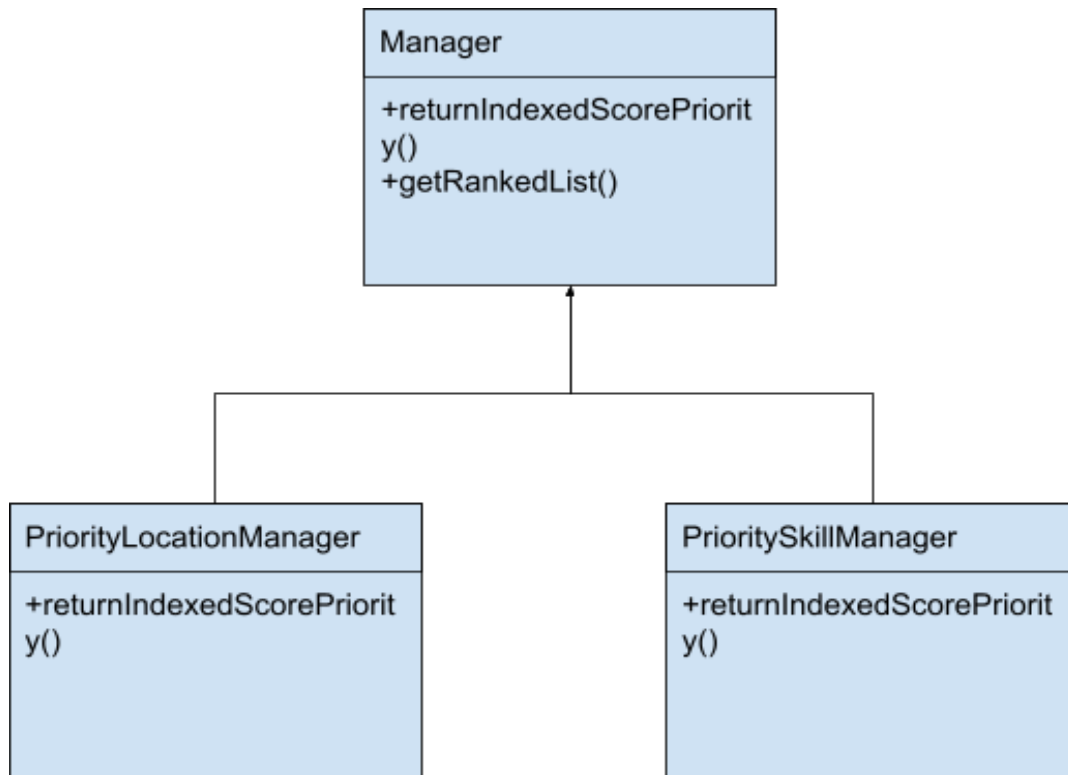 Manager
+returnIndexedScorePriorit
y()
+getRankedList()
PriorityLocationManager
+returnIndexedScorePriorit
y()
PrioritySkillManager
+returnIndexedScorePriorit
y()